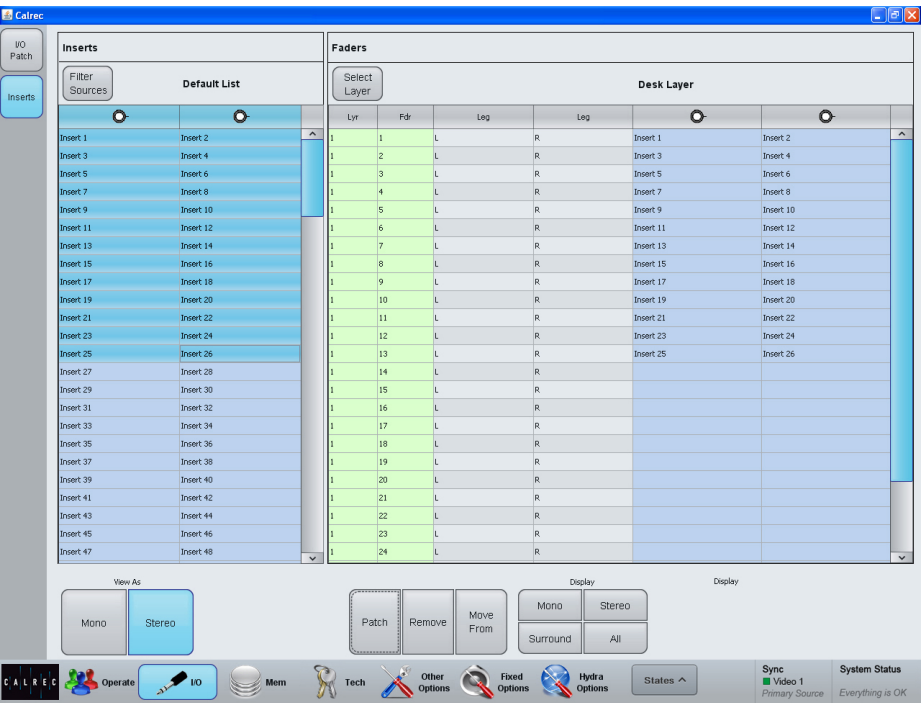 Calrec
I/O
Patch
Inserts
Inserts
Filter
Sources
Default List
Faders
Select
Layer
Desk Layer
Lyr Fdr Leg Leg
Insert 1 Insert 2 1 1 L R Insert 1 Insert 2
Insert 3 Insert 4 1 2 L R Insert 3 Insert 4
Insert 5 Insert 6 1 3 L R Insert 5 Insert 6
Insert 7 Insert 8 1 4 L R Insert 7 Insert 8
Insert 9 Insert 10 1 5 L R Insert 9 Insert 10
Insert 11 Insert 12 1 6 L R Insert 11 Insert 12
Insert 13 Insert 14 1 7 L R Insert 13 Insert 14
Insert 15 Insert 16 1 8 L R Insert 15 Insert 16
Insert 17 Insert 18 1 9 L R Insert 17 Insert 18
Insert 19 Insert 20 1 10 L R Insert 19 Insert 20
Insert 21 Insert 22 1 11 L R Insert 21 Insert 22
Insert 23 Insert 24 1 12 L R Insert 23 Insert 24
Insert 25 Insert 26 1 13 L R Insert 25 Insert 26
Insert 27 Insert 28 1 14 L R
Insert 29 Insert 30 1 15 L R
Insert 31 Insert 32 1 16 L R
Insert 33 Insert 34 1 17 L R
Insert 35 Insert 36 1 18 L R
Insert 37 Insert 38 1 19 L R
Insert 39 Insert 40 1 20 L R
Insert 41 Insert 42 1 21 L R
Insert 43 Insert 44 1 22 L R
Insert 45 Insert 46 1 23 L R
Insert 47 Insert 48 1 24 L R
View As
Mono Stereo
Patch Remove Move
From
Display
Mono Stereo
Surround All
Display
CALREC
Operate
I/O
Mem
Tech
Other
Options
Fixed
Options
Hydra
Options
States
Sync
Video 1
Primary Source
System Status
Everything is OK